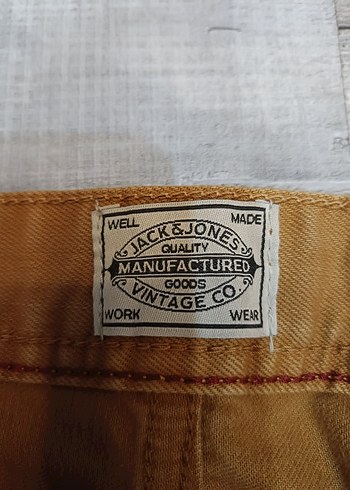 WELL MADE
JACK & JONES
QUALITY
MANUFACTURED
GOODS
VINTAGE CO.
WORK WEAR